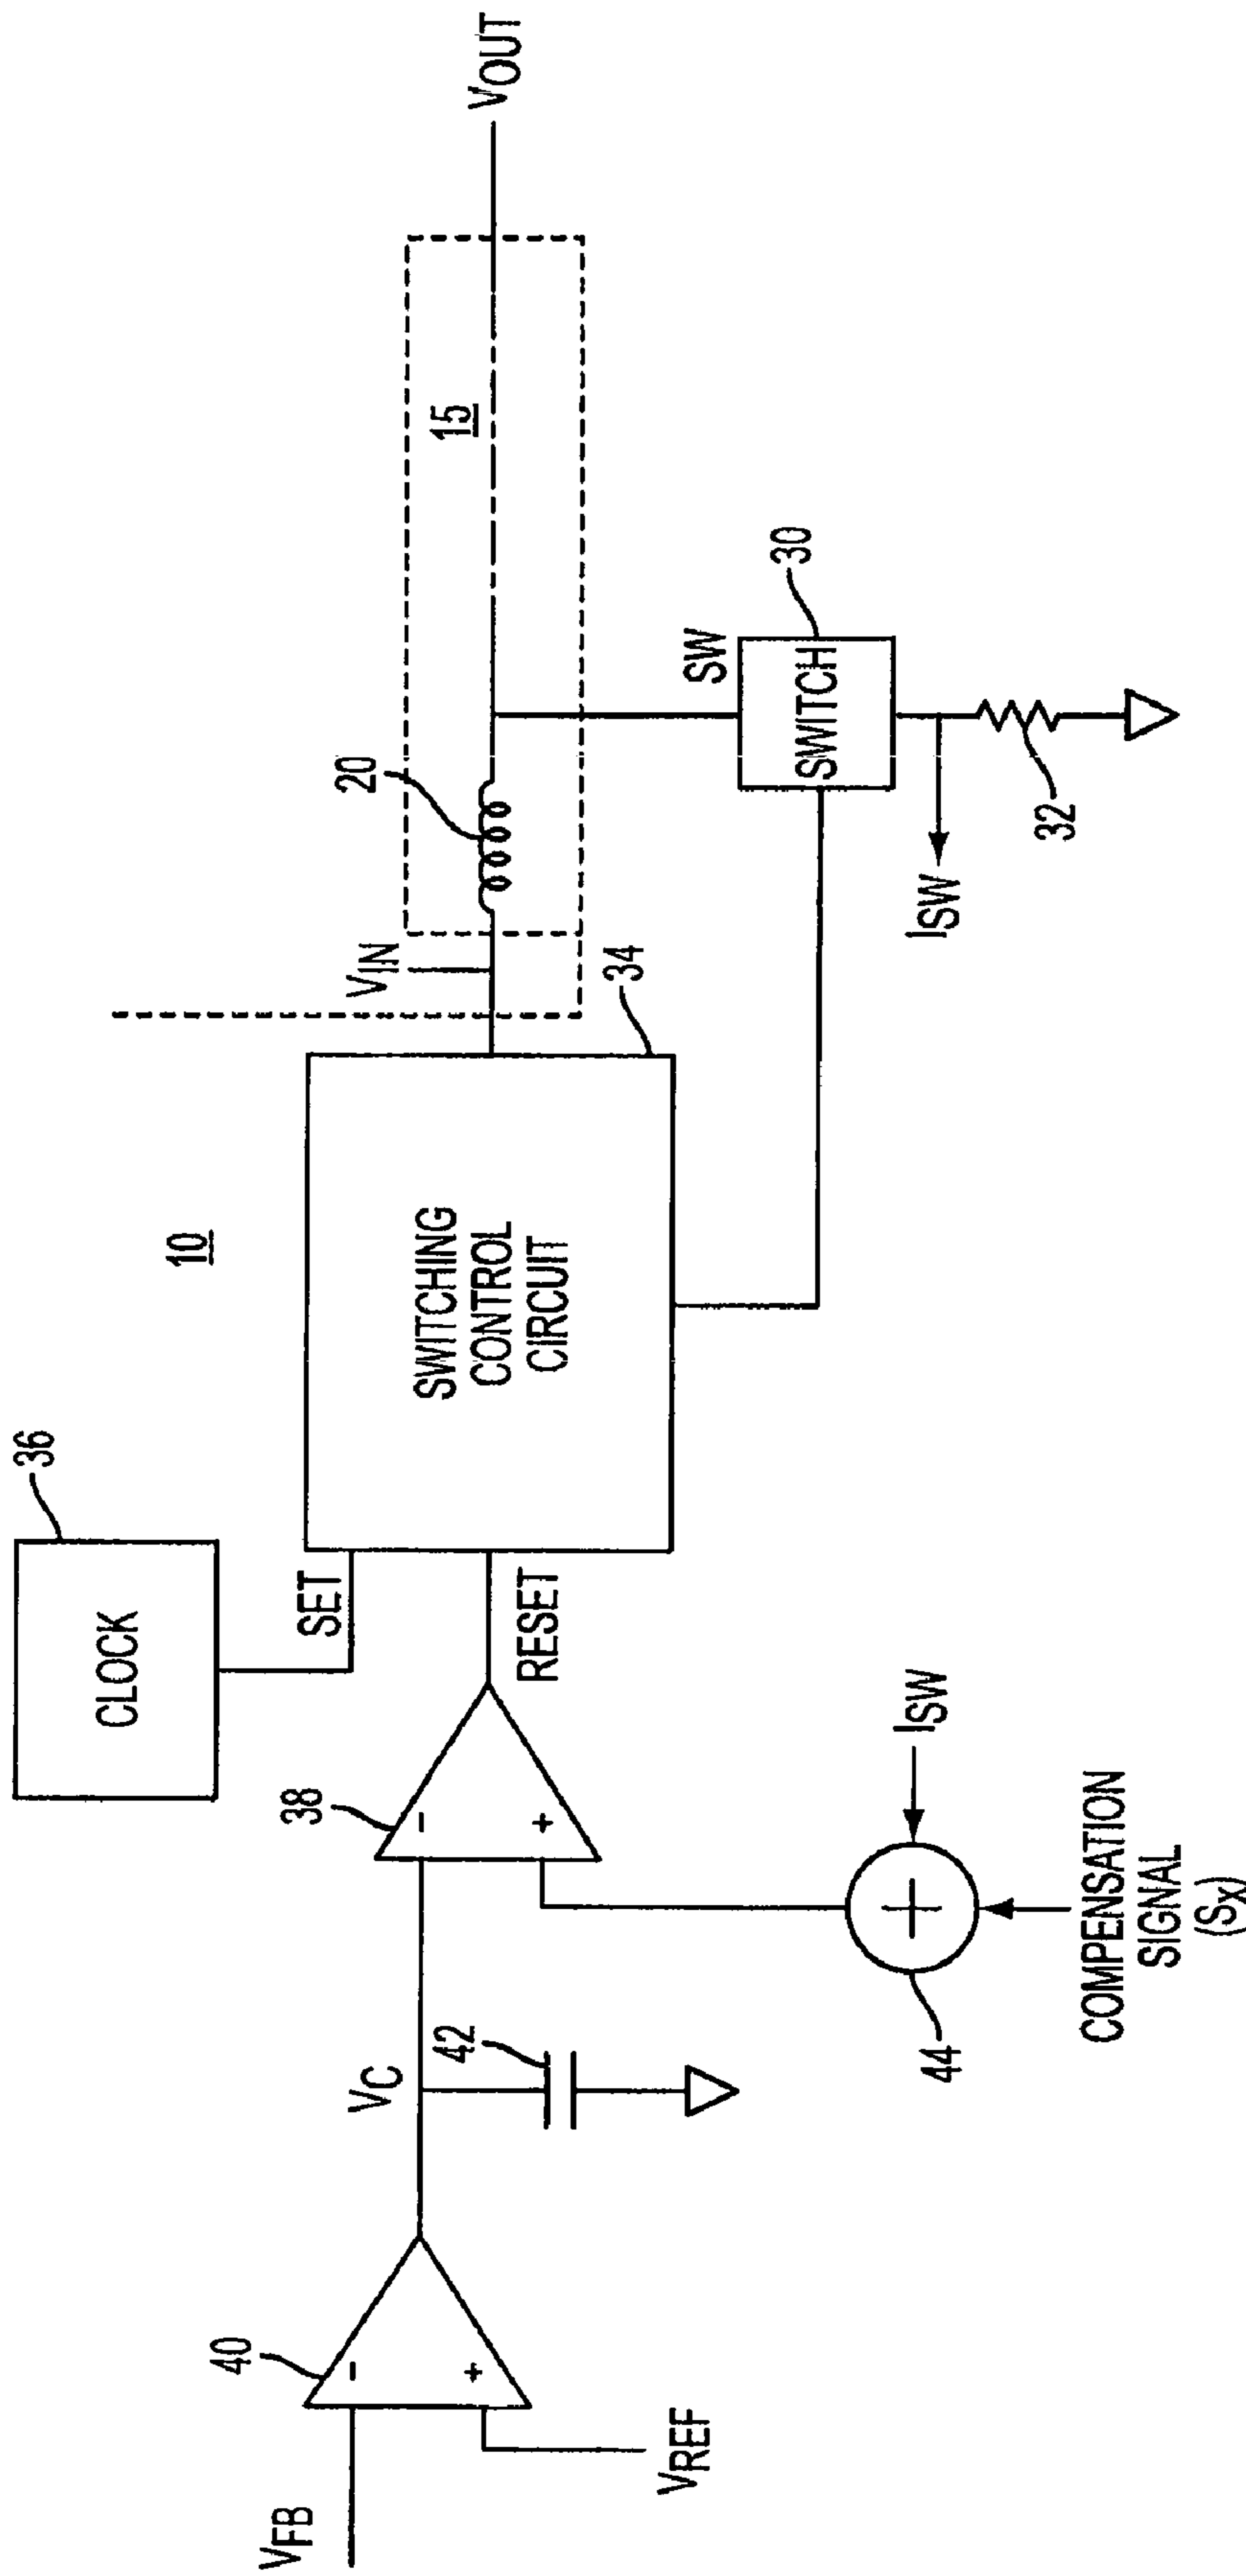 10
CLOCK
36
SET
RESET
SWITCHING
CONTROL
CIRCUIT
34
VIN
20
15
VOUT
SW
SWITCH
30
ISW
32
38
-
+
VFB
VREF
40
-
+
VC
42
ISW
44
COMPENSATION
SIGNAL
(SX)